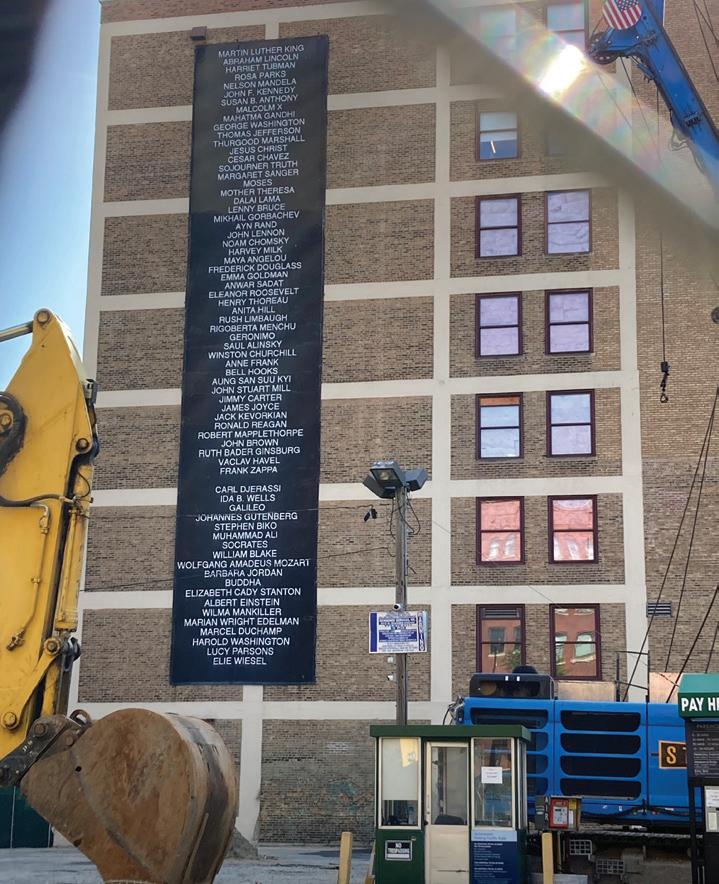 MARTIN LUTHER KING
ABRAHAM LINCOLN
HARRIET TUBMAN
ROSA PARKS
NELSON MANDELA
JOHN F. KENNEDY
SUSAN B. ANTHONY
MALCOLM X
MAHATMA GANDHI
GEORGE WASHINGTON
THOMAS JEFFERSON
THURGOOD MARSHALL
JESUS CHRIST
CESAR CHAVEZ
SOJOURNER TRUTH
MARGARET SANGER
MOSES
MOTHER THERESA
DALAI LAMA
LENNY BRUCE
MIKHAIL GORBACHEV
AYN RAND
JOHN LENNON
NOAM CHOMSKY
HARVEY MILK
MAYA ANGELOU
FREDERICK DOUGLASS
EMMA GOLDMAN
ANWAR SADAT
ELEANOR ROOSEVELT
HENRY THOREAU
ANITA HILL
RUSH LIMBAUGH
RIGOBERTA MENCHU
GERONIMO
SAUL ALINSKY
WINSTON CHURCHILL
ANNE FRANK
BELL HOOKS
AUNG SAN SUU KYI
JOHN STUART MILL
JIMMY CARTER
JAMES JOYCE
JACK KEVORKIAN
RONALD REAGAN
ROBERT MAPPLETHORPE
JOHN BROWN
RUTH BADER GINSBURG
VACLAV HAVEL
FRANK ZAPPA
CARL DJERASSI
IDA B. WELLS
GALILEO
JOHANNES GUTENBERG
STEPHEN BIKO
MUHAMMAD ALI
SOCRATES
WILLIAM BLAKE
WOLFGANG AMADEUS MOZART
BARBARA JORDAN
BUDDHA
ELIZABETH CADY STANTON
ALBERT EINSTEIN
WILMA MANKILLER
MARIAN WRIGHT EDELMAN
MARCEL DUCHAMP
HAROLD WASHINGTON
LUCY PARSONS
ELIE WIESEL
PAY HE
NO
TRESPASSING